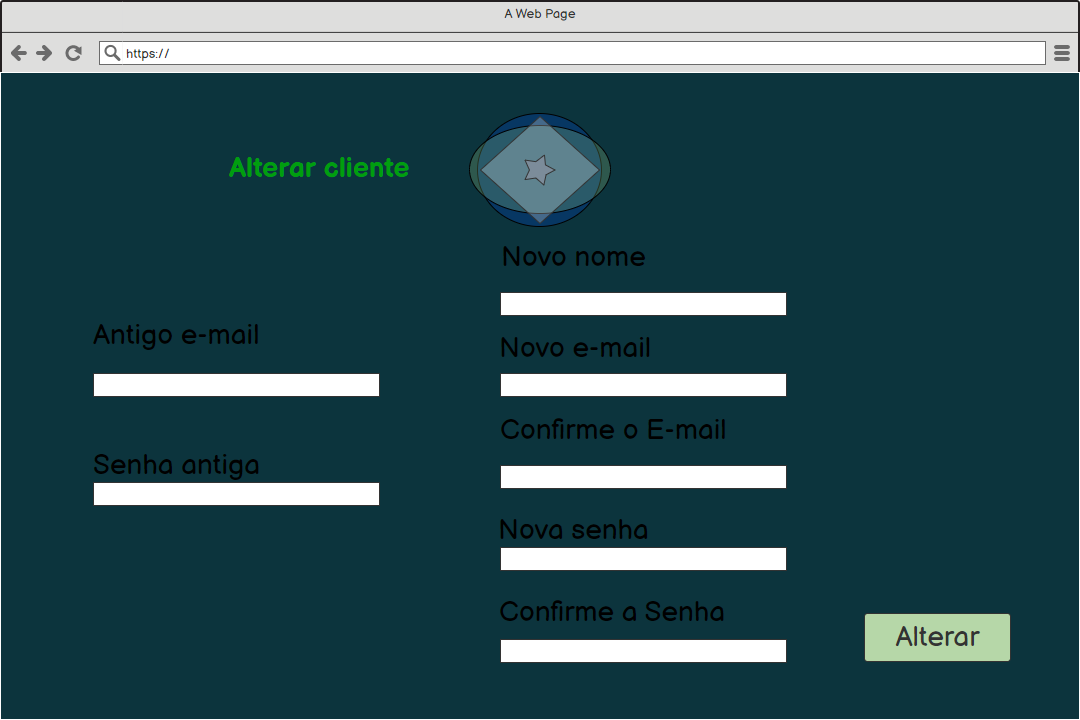 A Web Page
https://
Alterar cliente
Novo nome
Antigo e-mail
Novo e-mail
Confirme o E-mail
Senha antiga
Nova senha
Confirme a Senha
Alterar